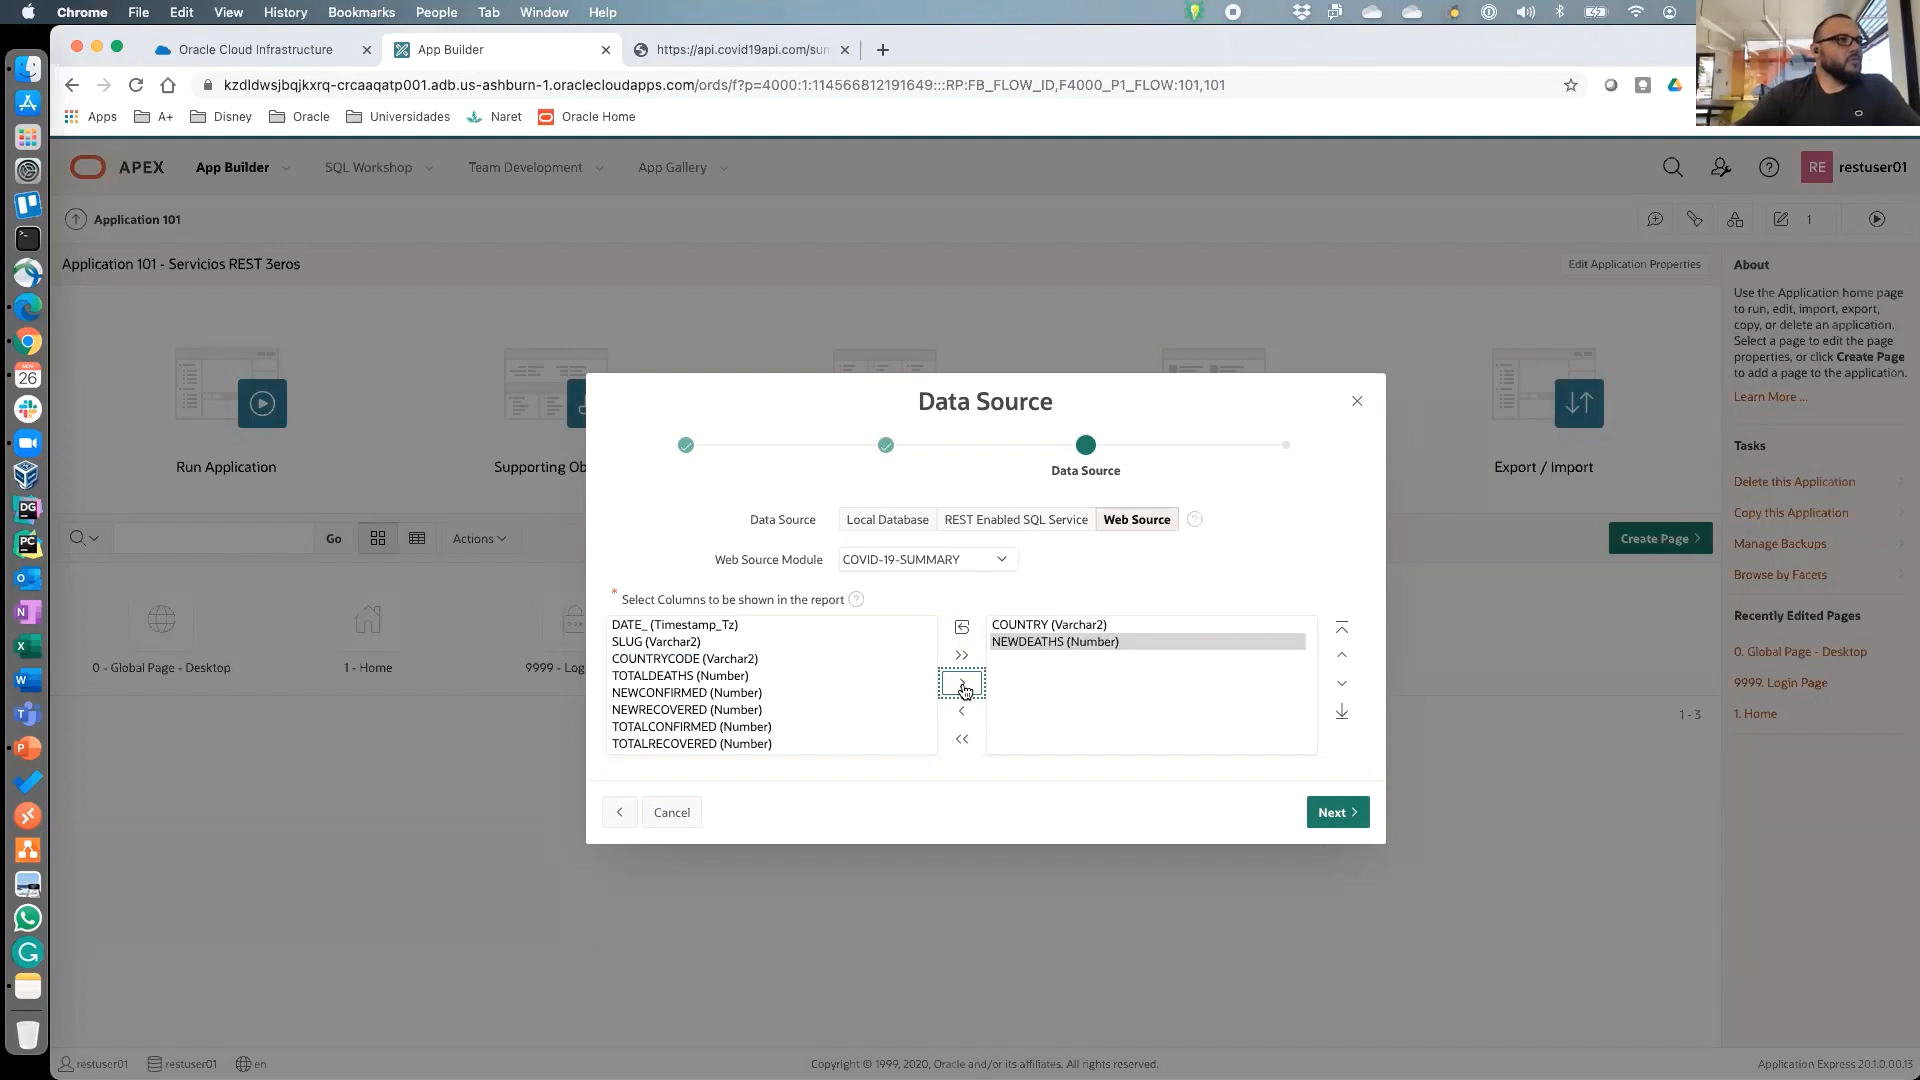 Chrome File Edit View History Bookmarks People Tab Window Help
Oracle Cloud Infrastructure
App Builder
https://api.covid19api.com/sum
kzdldwsjbqjkxrq-crcaaqatp001.adb.us-ashburn-1.oraclecloudapps.com/ords/f?p=4000:1:114566812191649:::RP:FB_FLOW_ID,F4000_P1_FLOW:101,101
Apps A+ Disney Oracle Universidades Naret Oracle Home
APEX App Builder SQL Workshop Team Development App Gallery RE restuser01
Application 101 1
Application 101 - Servicios REST 3eros Edit Application Properties
About
Use the Application home page
to run, edit, import, export,
copy, or delete an application.
Select a page to edit the page
properties, or click Create Page
to add a page to the application.
Learn More ...
Run Application Supporting Ob Export / Import
Tasks
Delete this Application
Copy this Application
Manage Backups
Browse by Facets
Recently Edited Pages
0. Global Page - Desktop
9999. Login Page
1. Home
Go Actions Create Page
0 - Global Page - Desktop 1 - Home 9999 - Log
1 - 3
Data Source
Data Source
Data Source Local Database REST Enabled SQL Service Web Source ?
Web Source Module COVID-19-SUMMARY
* Select Columns to be shown in the report ?
DATE_ (Timestamp_Tz)
SLUG (Varchar2)
COUNTRYCODE (Varchar2)
TOTALDEATHS (Number)
NEWCONFIRMED (Number)
NEWRECOVERED (Number)
TOTALCONFIRMED (Number)
TOTALRECOVERED (Number)
COUNTRY (Varchar2)
NEWDEATHS (Number)
Cancel Next
NOV
26
DG
PC
restuser01 restuser01 en
Copyright © 1999, 2020, Oracle and/or its affiliates. All rights reserved.
Application Express 20.1.0.00.13